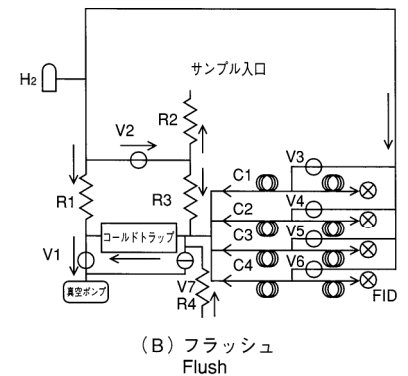 サンプル入口
H₂
V2
R2
V3
C1
R1
R3
V4
C2
コールドトラップ
V5
C3
V1
V6
C4
V7
真空ポンプ
R4
FID
(B) フラッシュ
Flush